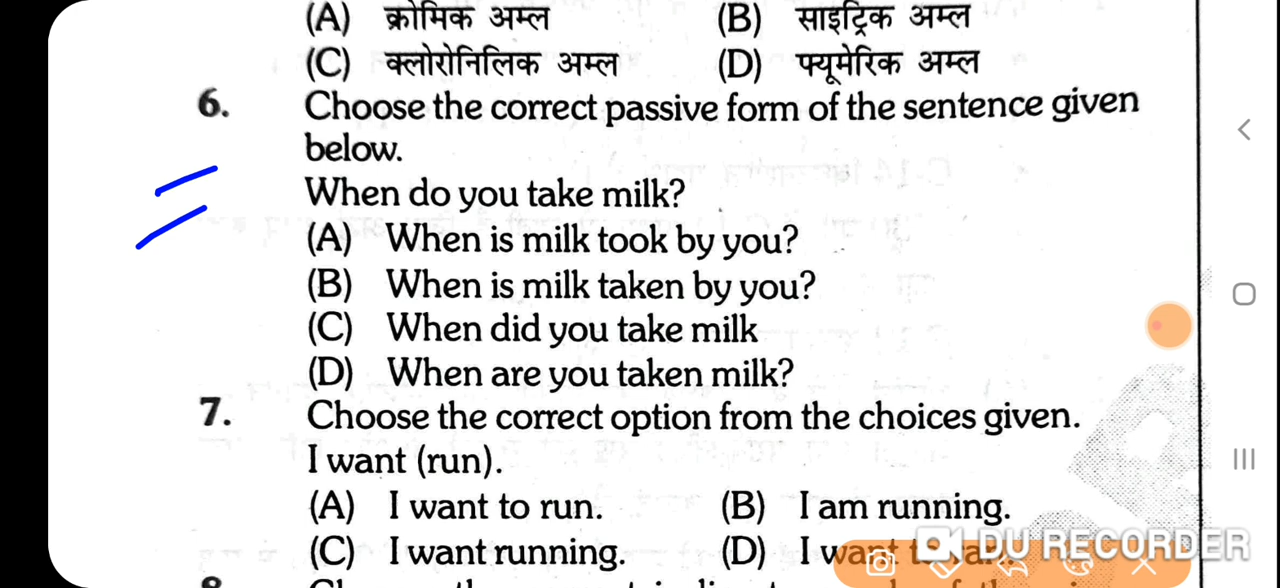 (A) क्रोमिक अम्ल (B) साइट्रिक अम्ल
(C) क्लोरोनिलिक अम्ल (D) फ्यूमेरिक अम्ल
6. Choose the correct passive form of the sentence given
below.
When do you take milk?
(A) When is milk took by you?
(B) When is milk taken by you?
(C) When did you take milk
(D) When are you taken milk?
7. Choose the correct option from the choices given.
I want (run).
(A) I want to run. (B) I am running.
(C) I want running. (D) I want
DU RECORDER